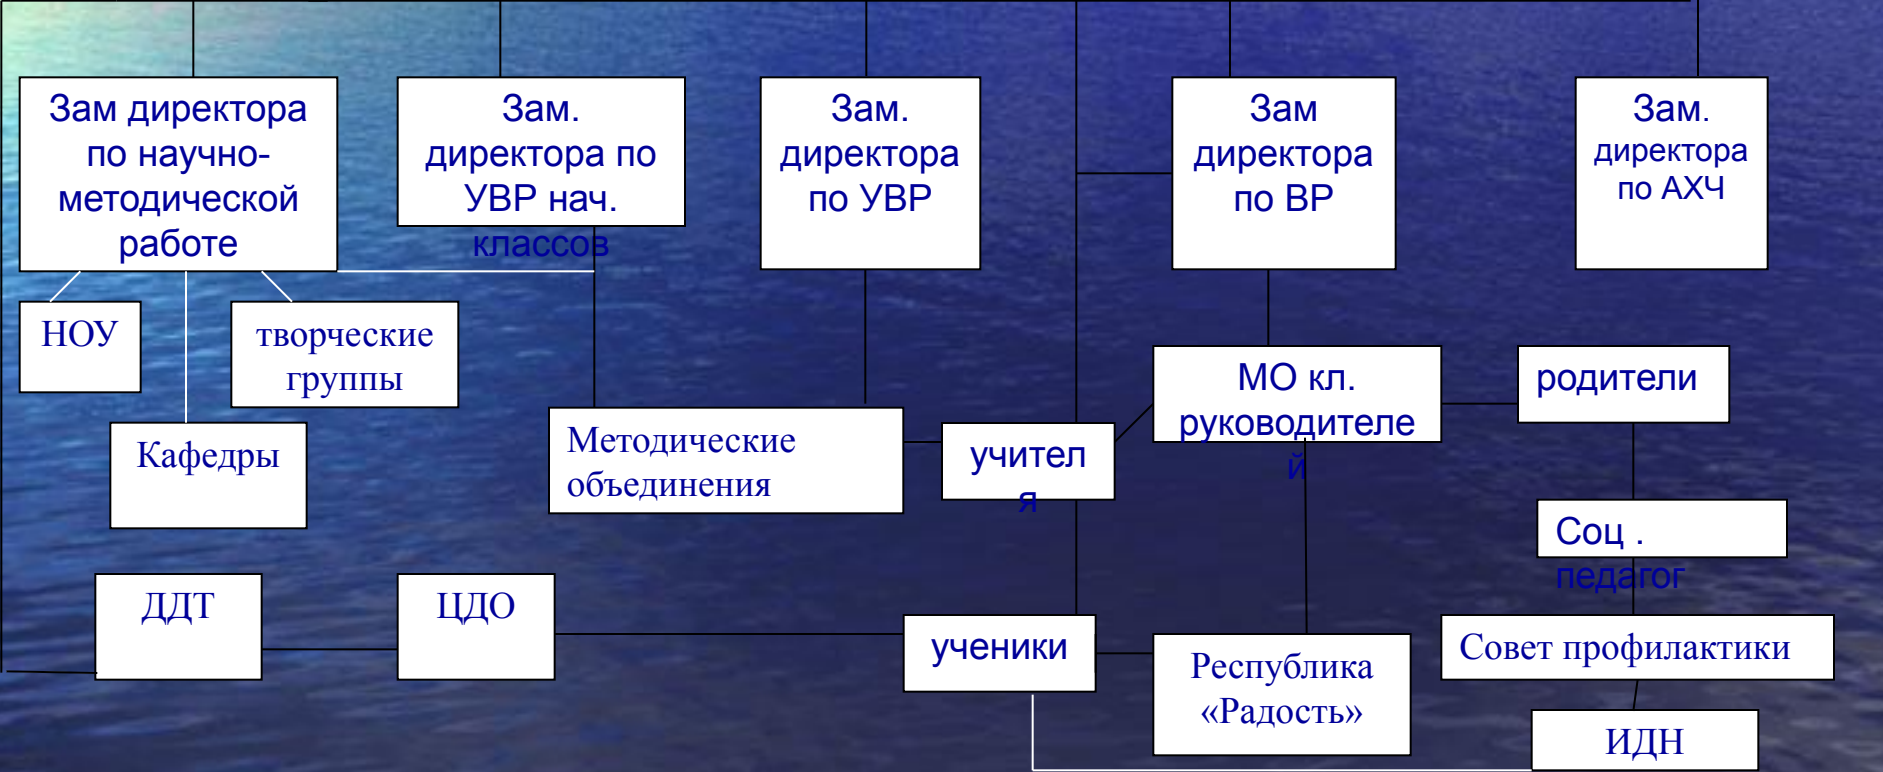 Зам директора
по научно-
методической
работе
Зам.
директора по
УВР нач.
классов
Зам.
директора
по УВР
Зам
директора
по ВР
Зам.
директора
по АХЧ
НОУ
творческие
группы
Кафедры
Методические
объединения
учител
я
МО кл.
руководителе
й
родители
Соц .
педагог
ДДТ
ЦДО
ученики
Республика
«Радость»
Совет профилактики
ИДН